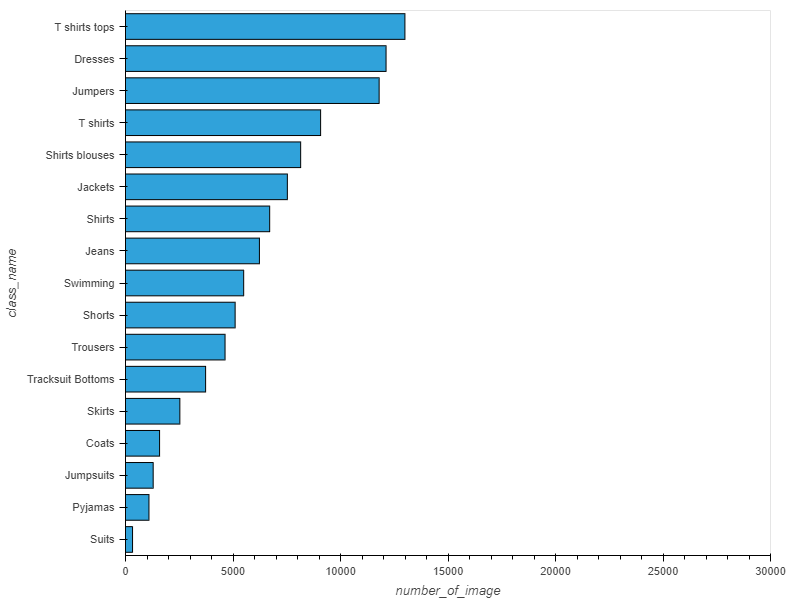 T shirts tops
Dresses
Jumpers
T shirts
Shirts blouses
Jackets
Shirts
Jeans
Swimming
Shorts
Trousers
Tracksuit Bottoms
Skirts
Coats
Jumpsuits
Pyjamas
Suits
class_name
0 5000 10000 15000 20000 25000 30000
number_of_image